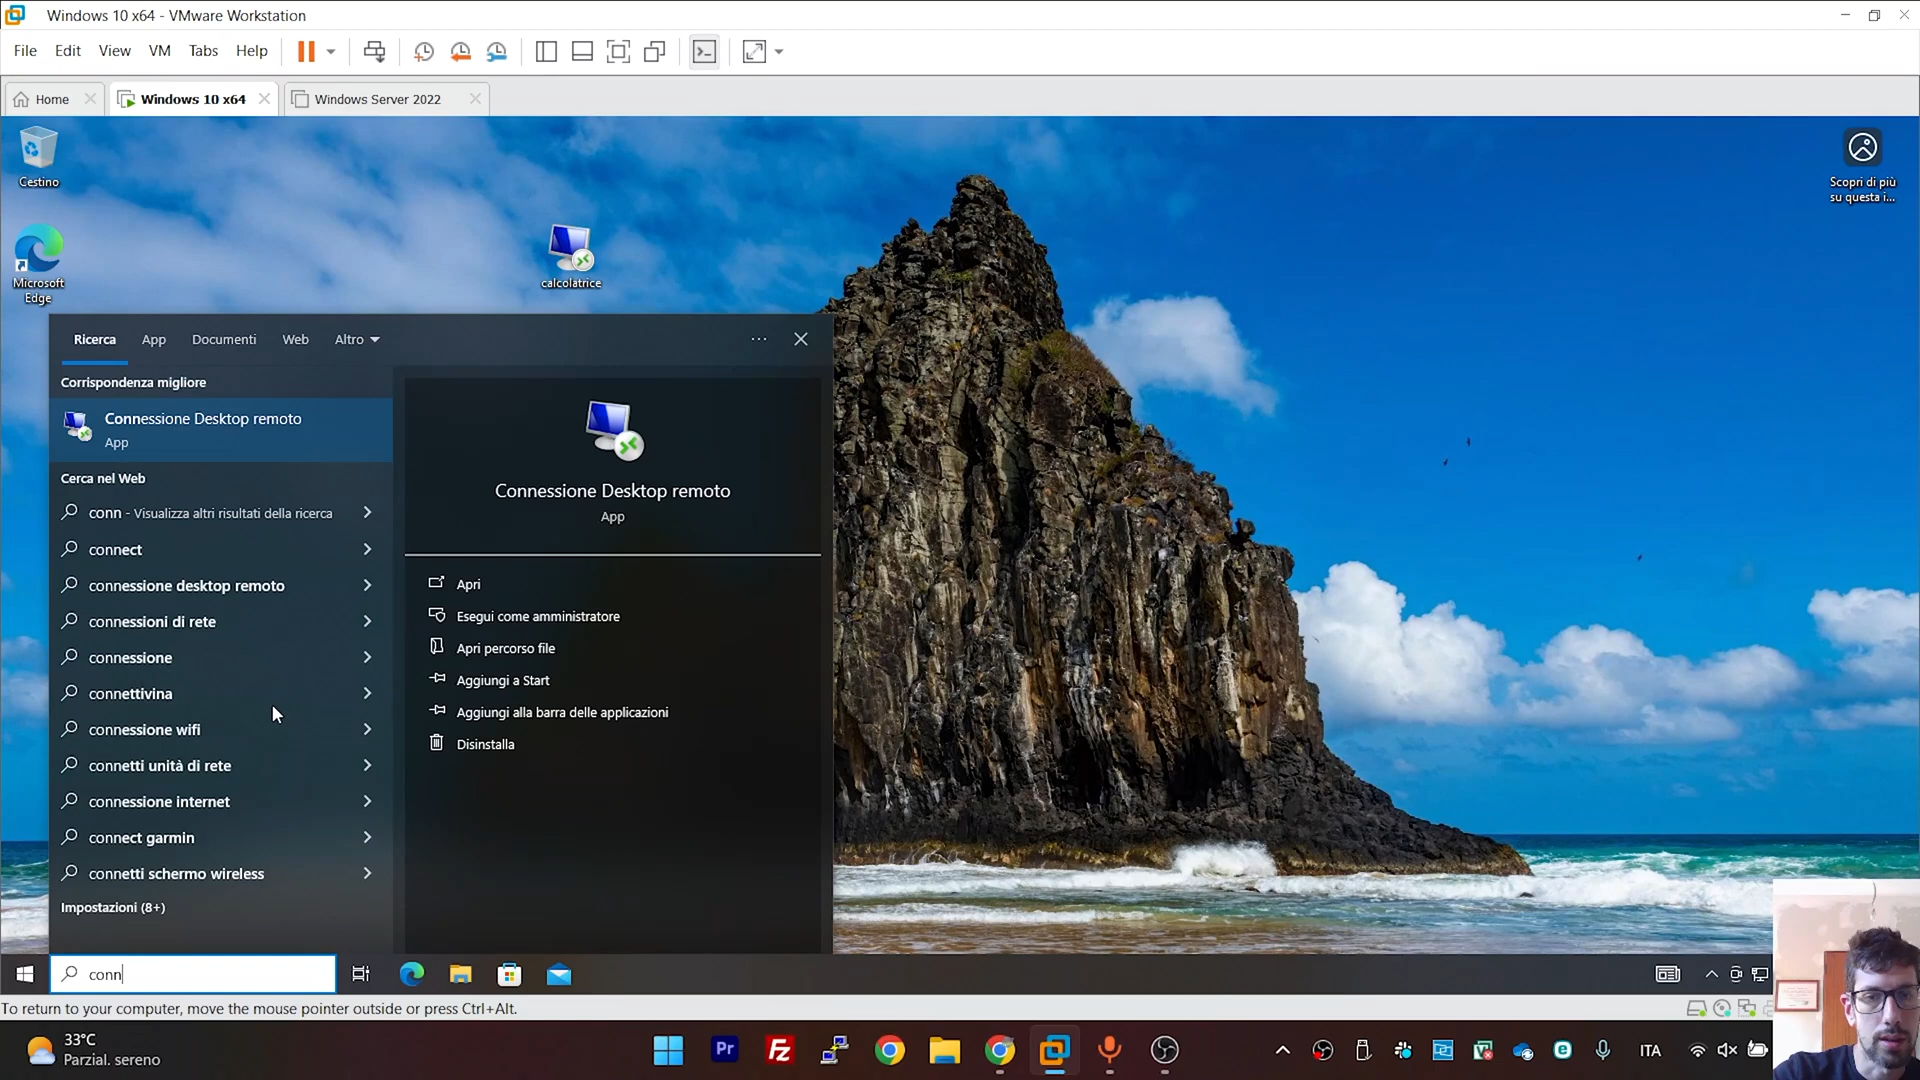 Windows 10 x64 - VMware Workstation
File Edit View VM Tabs Help
Home Windows 10 x64 Windows Server 2022
Cestino
Microsoft
Edge
calcolatrice
Scopri di più
su questa i...
Ricerca App Documenti Web Altro
Corrispondenza migliore
Connessione Desktop remoto
App
Cerca nel Web
conn - Visualizza altri risultati della ricerca
connect
connessione desktop remoto
connessioni di rete
connessione
connettivina
connessione wifi
connetti unità di rete
connessione internet
connect garmin
connetti schermo wireless
Impostazioni (8+)
Connessione Desktop remoto
App
Apri
Esegui come amministratore
Apri percorso file
Aggiungi a Start
Aggiungi alla barra delle applicazioni
Disinstalla
conn
To return to your computer, move the mouse pointer outside or press Ctrl+Alt.
33°C
Parzial. sereno
Pr
Fz
ITA